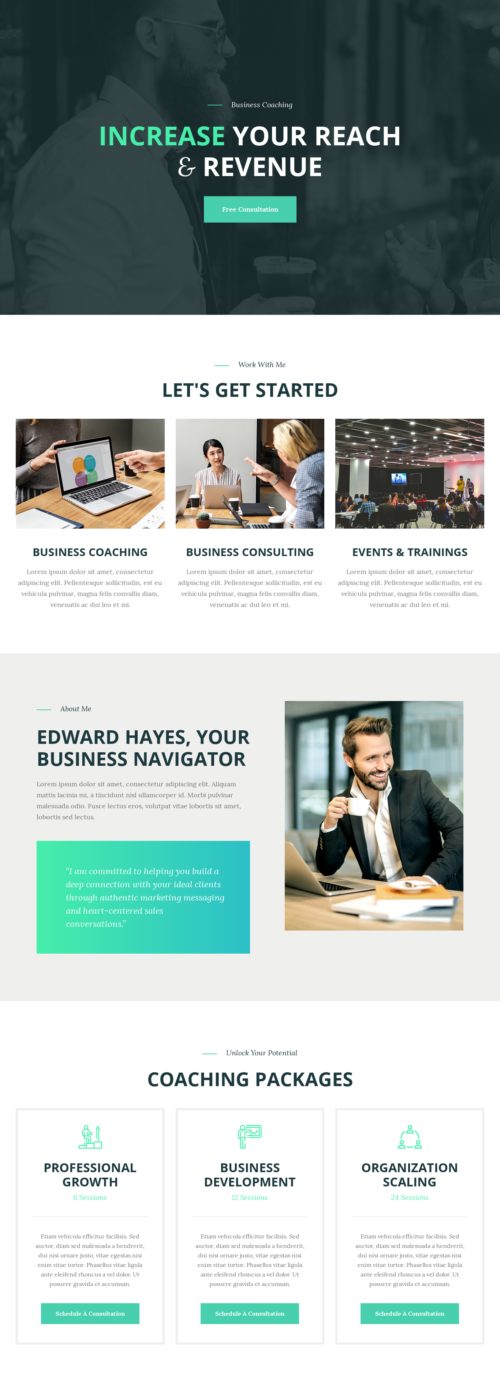 Business Coaching
INCREASE YOUR REACH
& REVENUE
Free Consultation
Work With Me
LET'S GET STARTED
BUSINESS COACHING
Lorem ipsum dolor sit amet, consectetur
adipiscing elit. Pellentesque sollicitudin, est eu
vehicula pulvinar, magna felis convallis diam,
venenatis ac dui leo et mi.
BUSINESS CONSULTING
Lorem ipsum dolor sit amet, consectetur
adipiscing elit. Pellentesque sollicitudin, est eu
vehicula pulvinar, magna felis convallis diam,
venenatis ac dui leo et mi.
EVENTS & TRAININGS
Lorem ipsum dolor sit amet, consectetur
adipiscing elit. Pellentesque sollicitudin, est eu
vehicula pulvinar, magna felis convallis diam,
venenatis ac dui leo et mi.
About Me
EDWARD HAYES, YOUR
BUSINESS NAVIGATOR
Lorem ipsum dolor sit amet, consectetur adipiscing elit. Aliquam
mattis lacinia mi, a tincidunt nisl ullamcorper id. Morbi pulvinar
malesuada odio. Fusce lectus eros, volutpat vitae lobortis sit amet,
lobortis sed lectus.
"I am committed to helping you build a
deep connection with your ideal clients
through authentic marketing messaging
and heart-centered sales
conversations."
Unlock Your Potential
COACHING PACKAGES
PROFESSIONAL
GROWTH
6 Sessions
Etiam vehicula efficitur facilisis. Sed
auctor, diam sed malesuada a hendrerit,
dui nisi ornare justo, vitae egestas nisi
enim vitae tortor. Phasellus vitae ligula
ante eleifend rhoncus a vel dolor. Ut
posuere gravida et accumsan.
Schedule A Consultation
BUSINESS
DEVELOPMENT
12 Sessions
Etiam vehicula efficitur facilisis. Sed
auctor, diam sed malesuada a hendrerit,
dui nisi ornare justo, vitae egestas nisi
enim vitae tortor. Phasellus vitae ligula
ante eleifend rhoncus a vel dolor. Ut
posuere gravida et accumsan.
Schedule A Consultation
ORGANIZATION
SCALING
24 Sessions
Etiam vehicula efficitur facilisis. Sed
auctor, diam sed malesuada a hendrerit,
dui nisi ornare justo, vitae egestas nisi
enim vitae tortor. Phasellus vitae ligula
ante eleifend rhoncus a vel dolor. Ut
posuere gravida et accumsan.
Schedule A Consultation